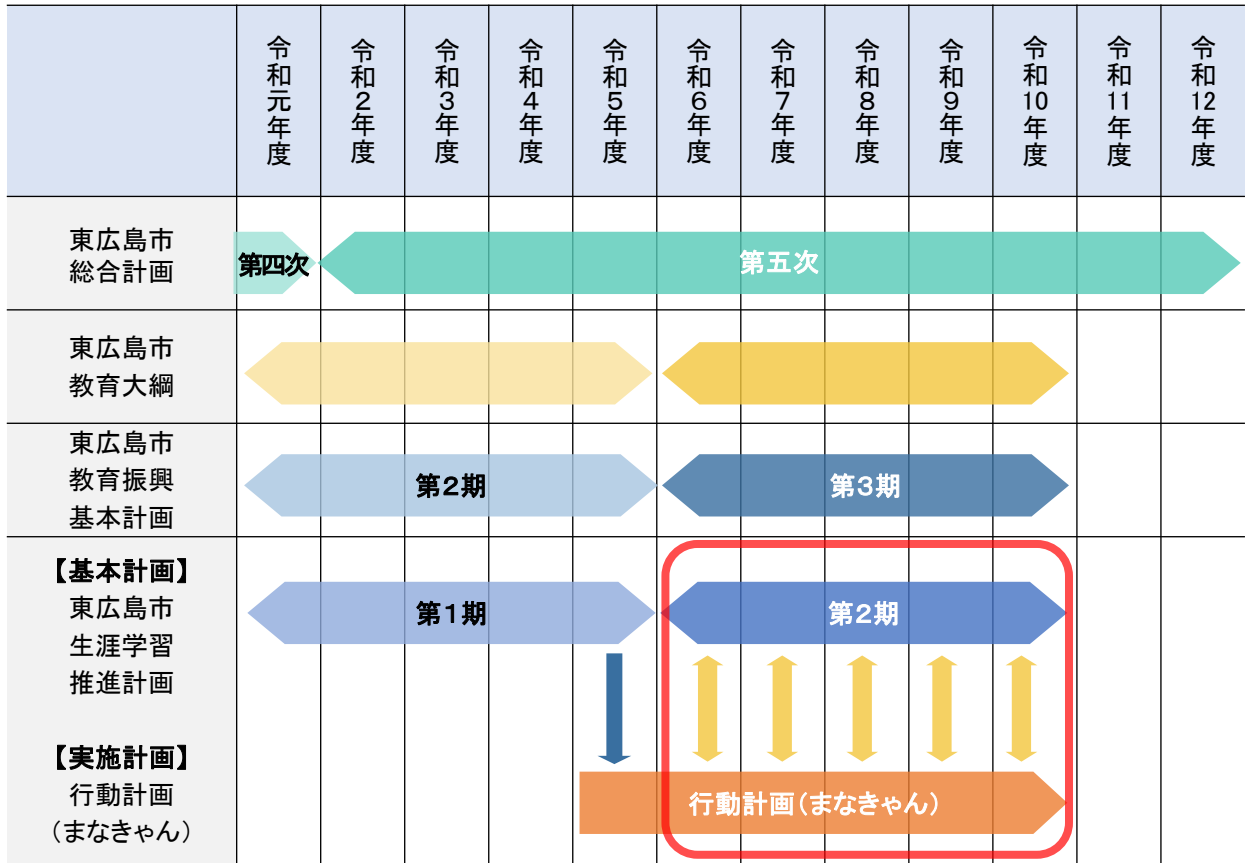 令和元年度
令和2年度
令和3年度
令和4年度
令和5年度
令和6年度
令和7年度
令和8年度
令和9年度
令和10年度
令和11年度
令和12年度
東広島市
総合計画
第四次
第五次
東広島市
教育大綱
東広島市
教育振興
基本計画
第2期
第3期
【基本計画】
東広島市
生涯学習
推進計画
第1期
第2期
【実施計画】
行動計画
(まなきゃん)
行動計画(まなきゃん)